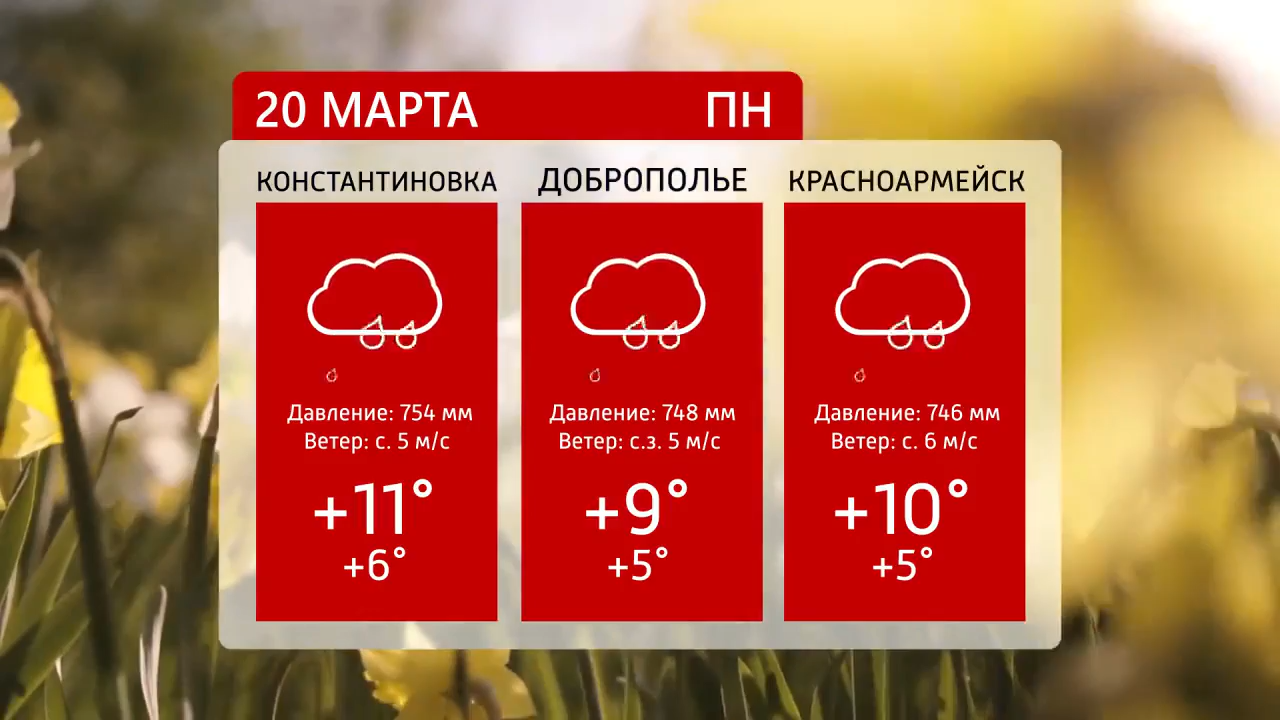 20 МАРТА ПН
КОНСТАНТИНОВКА
Давление: 754 мм
Ветер: с. 5 м/с
+11°
+6°
ДОБРОПОЛЬЕ
Давление: 748 мм
Ветер: с.з. 5 м/с
+9°
+5°
КРАСНОАРМЕЙСК
Давление: 746 мм
Ветер: с. 6 м/с
+10°
+5°